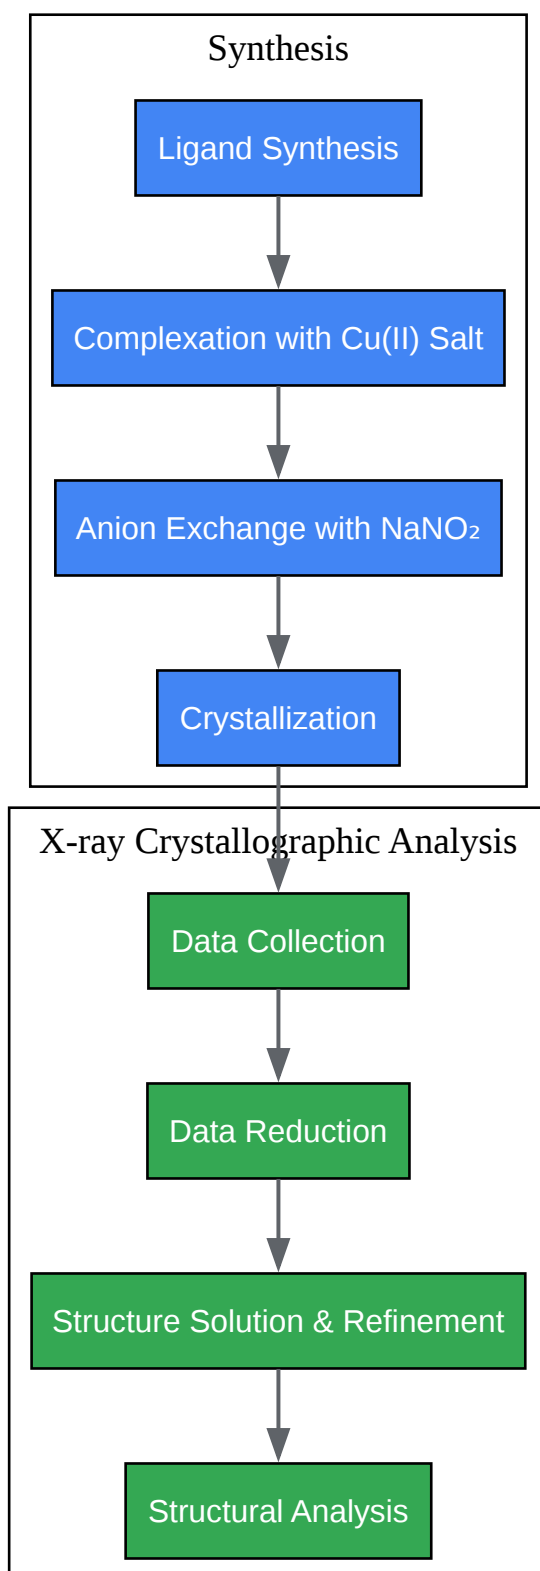 Synthesis
Ligand Synthesis
Complexation with Cu(II) Salt
Anion Exchange with NaNO₂
Crystallization
X-ray Crystallographic Analysis
Data Collection
Data Reduction
Structure Solution & Refinement
Structural Analysis